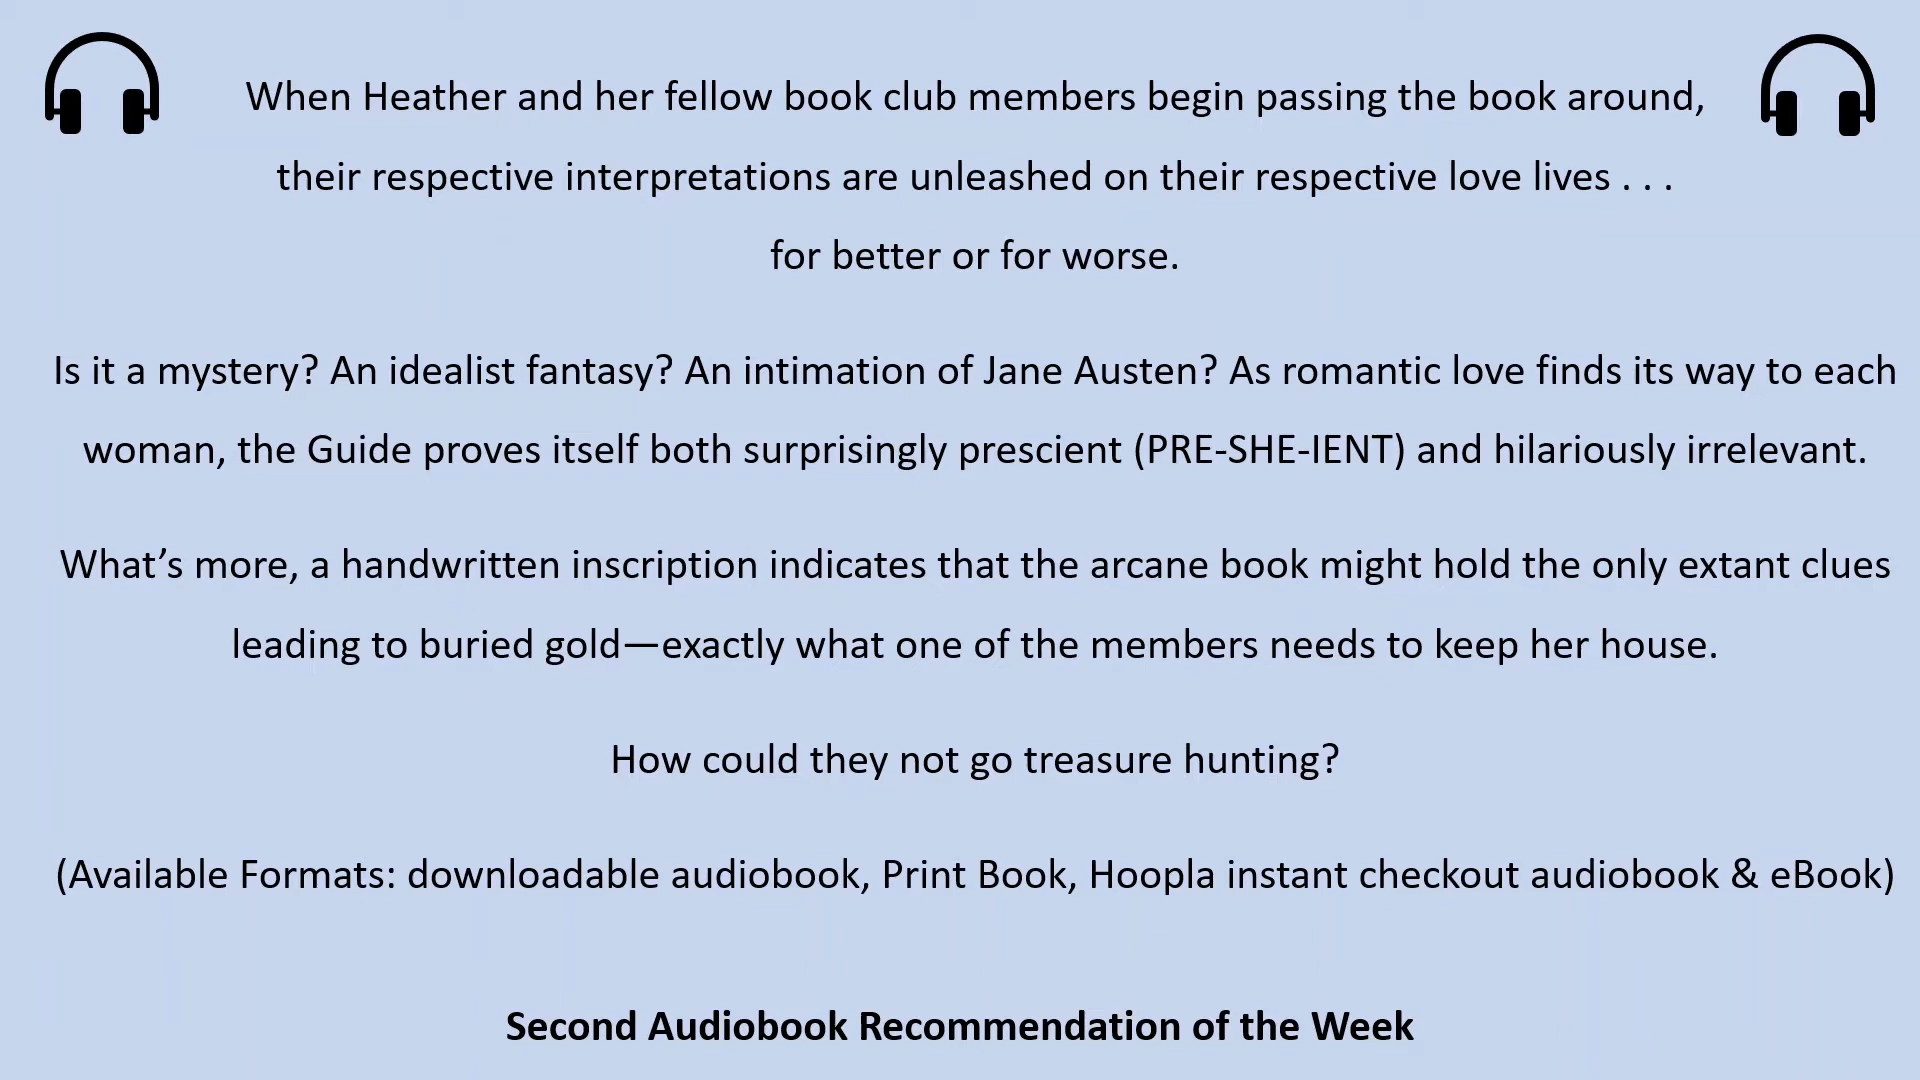 When Heather and her fellow book club members begin passing the book around,
their respective interpretations are unleashed on their respective love lives . . .
for better or for worse.
Is it a mystery? An idealist fantasy? An intimation of Jane Austen? As romantic love finds its way to each
woman, the Guide proves itself both surprisingly prescient (PRE-SHE-IENT) and hilariously irrelevant.
What’s more, a handwritten inscription indicates that the arcane book might hold the only extant clues
leading to buried gold—exactly what one of the members needs to keep her house.
How could they not go treasure hunting?
(Available Formats: downloadable audiobook, Print Book, Hoopla instant checkout audiobook & eBook)
Second Audiobook Recommendation of the Week